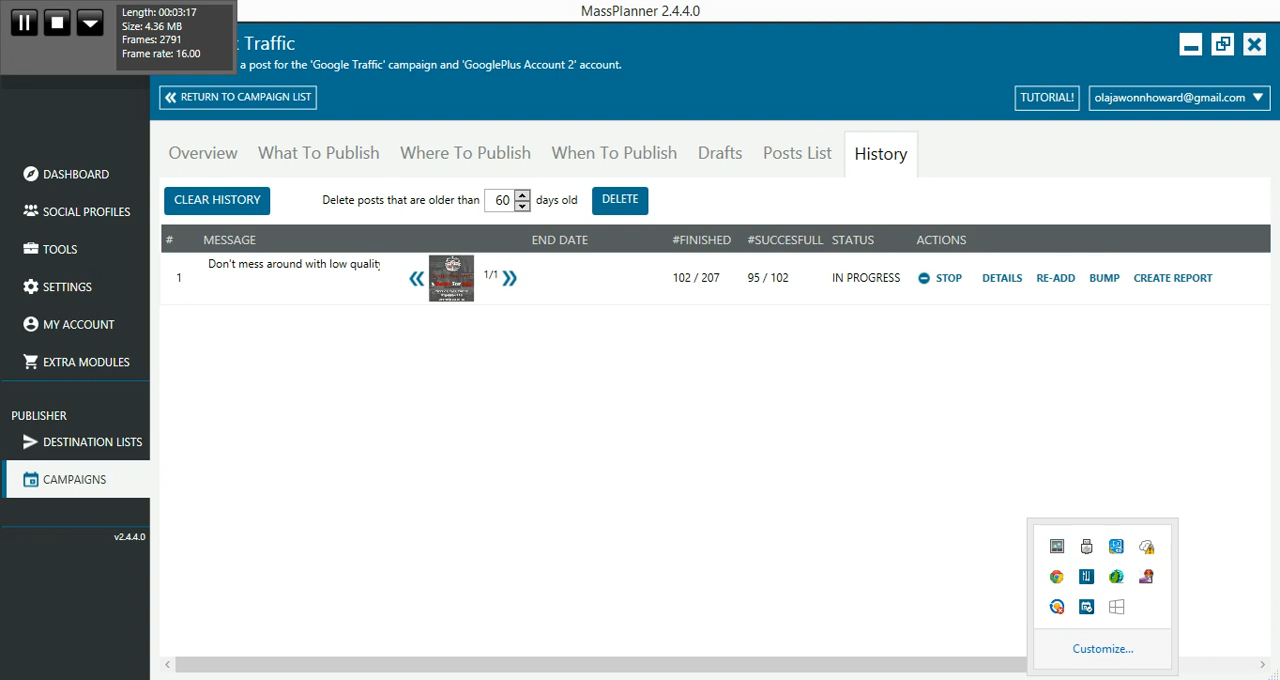 MassPlanner 2.4.4.0
Length: 00:03:17
Size: 4.36 MB
Frames: 2791
Frame rate: 16.00
Traffic
a post for the 'Google Traffic' campaign and 'GooglePlus Account 2' account.
RETURN TO CAMPAIGN LIST
TUTORIAL!
olajawonnhoward@gmail.com
Overview
What To Publish
Where To Publish
When To Publish
Drafts
Posts List
History
CLEAR HISTORY
Delete posts that are older than 60 days old
DELETE
# MESSAGE END DATE #FINISHED #SUCCESFULL STATUS ACTIONS
1 Don't mess around with low quality 1/1 102 / 207 95 / 102 IN PROGRESS STOP DETAILS RE-ADD BUMP CREATE REPORT
DASHBOARD
SOCIAL PROFILES
TOOLS
SETTINGS
MY ACCOUNT
EXTRA MODULES
PUBLISHER
DESTINATION LISTS
CAMPAIGNS
v2.4.4.0
Customize...